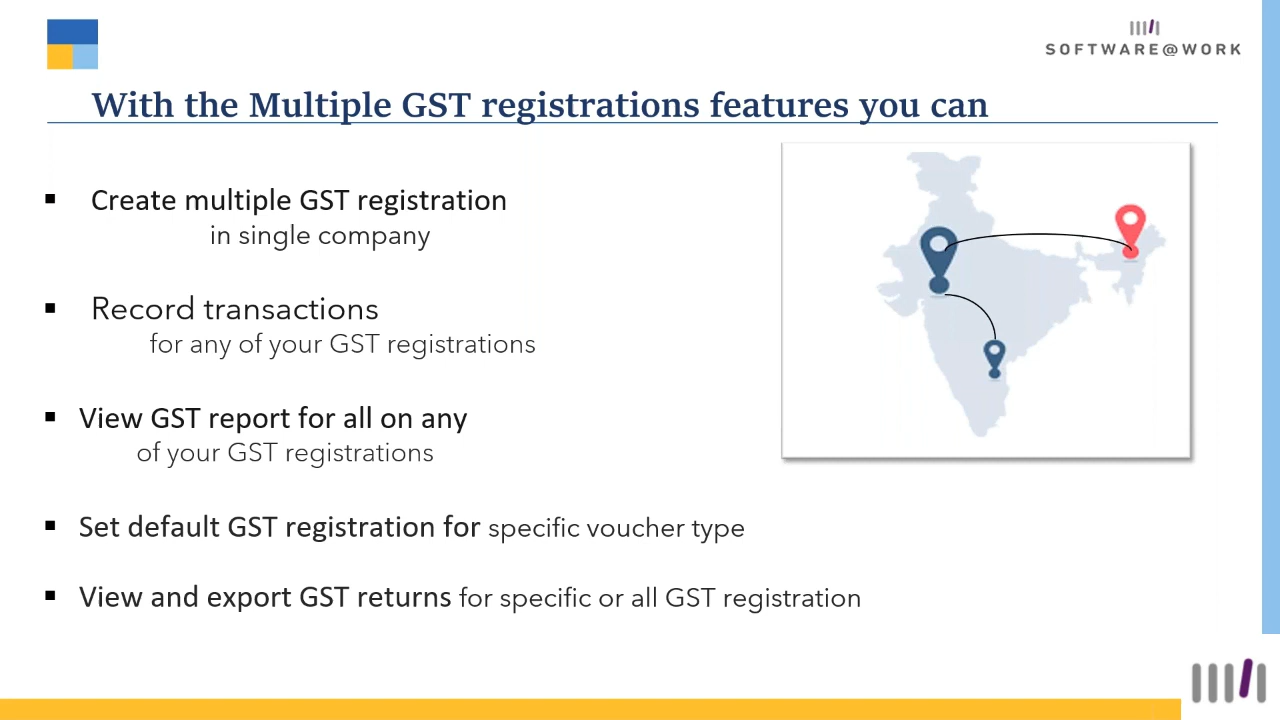 SOFTWARE@WORK
With the Multiple GST registrations features you can
▪ Create multiple GST registration
in single company
▪ Record transactions
for any of your GST registrations
▪ View GST report for all on any
of your GST registrations
▪ Set default GST registration for specific voucher type
▪ View and export GST returns for specific or all GST registration